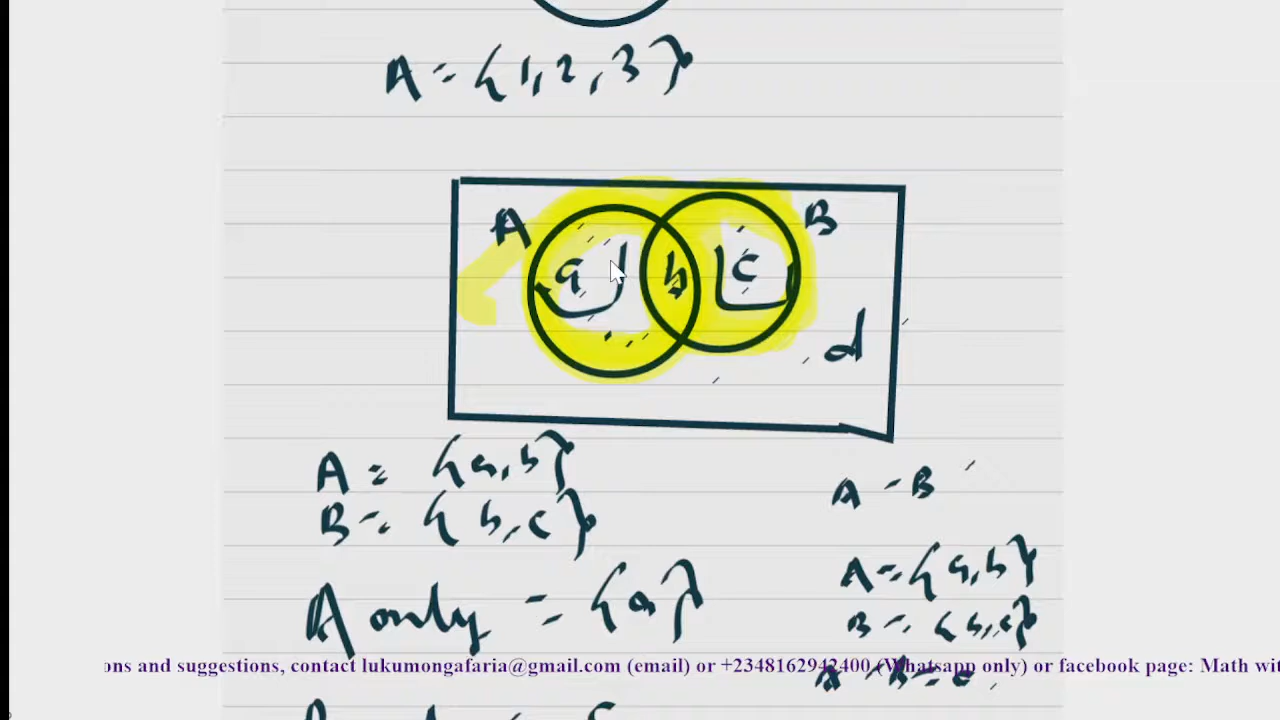 A = {1, 2, 3}
A B
a b c
d
A = {a, b}
B = {b, c}
A - B
A only = {a}
A = {a, b}
B = {b, c}
ons and suggestions, contact lukumongafaria@gmail.com (email) or +2348162942400 (Whatsapp only) or facebook page: Math wit
A - B =